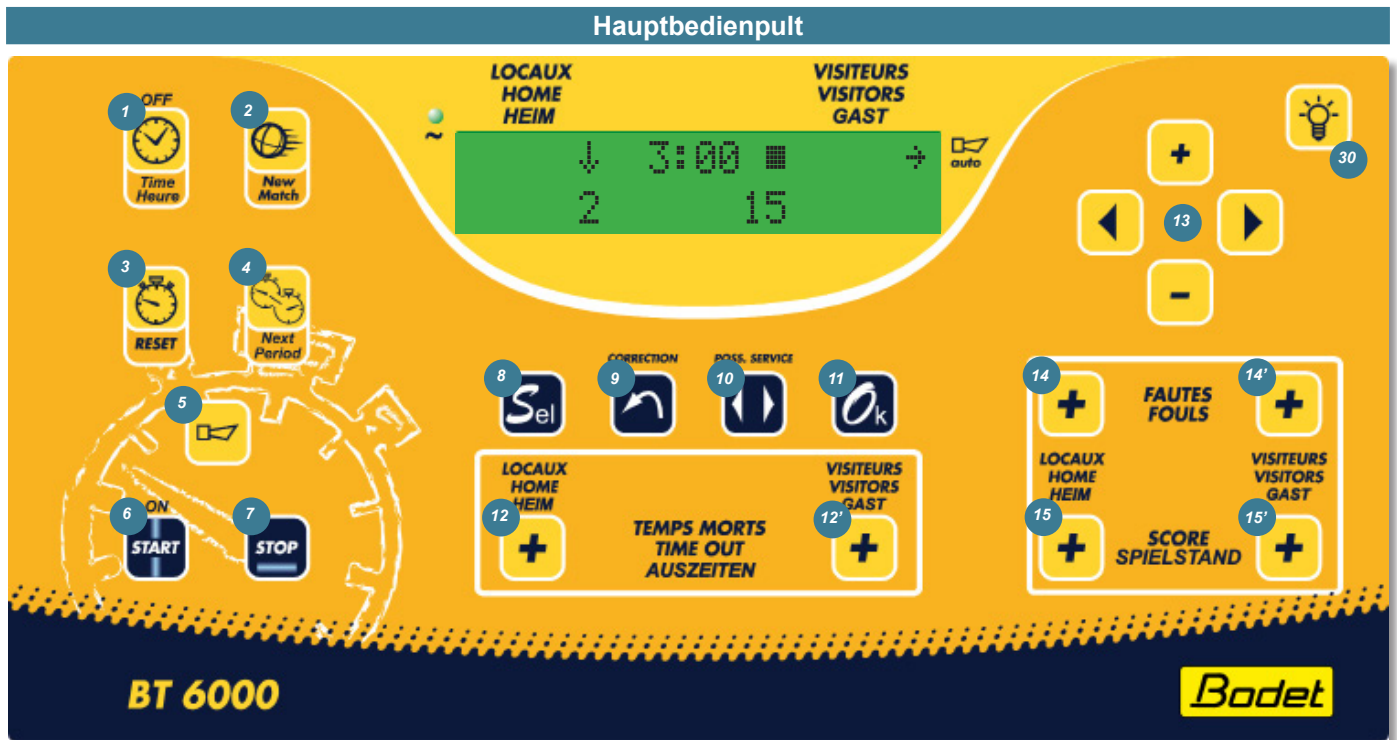 Hauptbedienpult
LOCAUX
HOME
HEIM
VISITEURS
VISITORS
GAST
OFF
1
Time
Heure
2
New
Match
~
↓ 3:00 ■ →
2 15
auto
30
+
13
-
3
RESET
4
Next
Period
5
6
ON
START
7
STOP
8
Sel
CORRECTION
9
POSS. SERVICE
10
11
Ok
LOCAUX
HOME
HEIM
12
+
TEMPS MORTS
TIME OUT
AUSZEITEN
VISITEURS
VISITORS
GAST
12'
+
14
+
FAUTES
FOULS
14'
+
LOCAUX
HOME
HEIM
VISITEURS
VISITORS
GAST
15
+
SCORE
SPIELSTAND
15'
+
BT 6000
Bodet